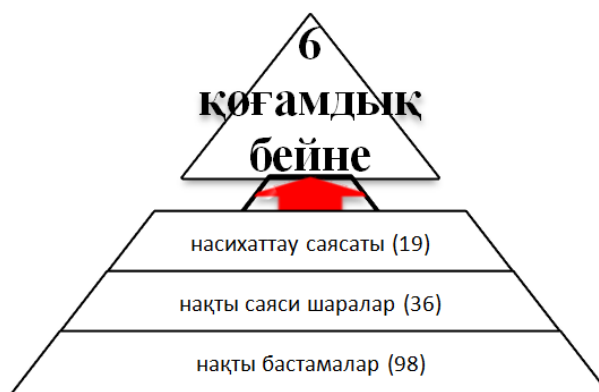 6
қоғамдық
бейне
насихаттау саясаты (19)
нақты саяси шаралар (36)
нақты бастамалар (98)